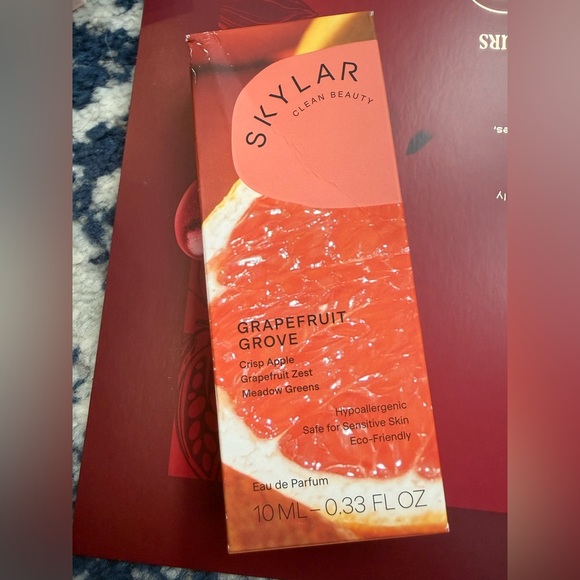 SKYLAR
CLEAN BEAUTY
GRAPEFRUIT
GROVE
Crisp Apple
Grapefruit Zest
Meadow Greens
Hypoallergenic
Safe for Sensitive Skin
Eco-Friendly
Eau de Parfum
10 ML – 0.33 FL OZ